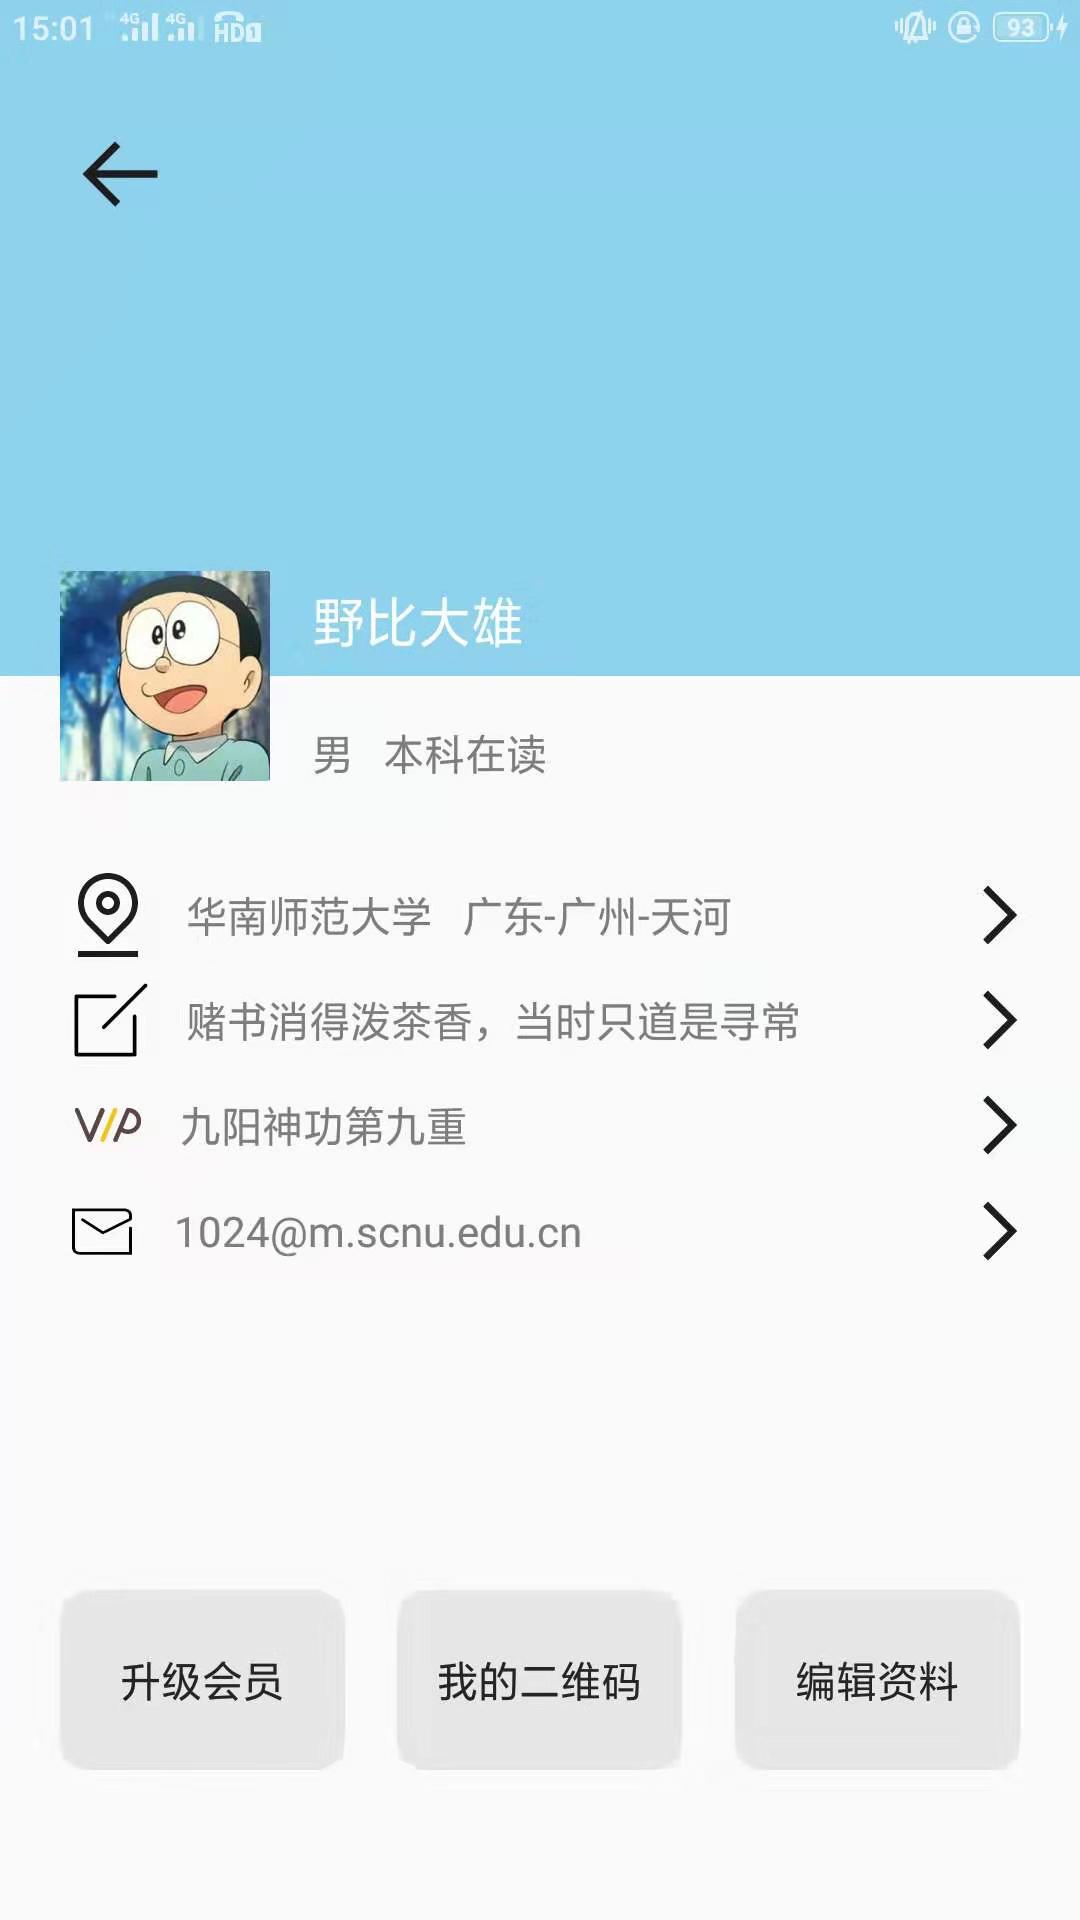 15:01 4G 4G HD1 93
野比大雄
男 本科在读
华南师范大学 广东-广州-天河
赌书消得泼茶香，当时只道是寻常
VIP 九阳神功第九重
1024@m.scnu.edu.cn
升级会员 我的二维码 编辑资料